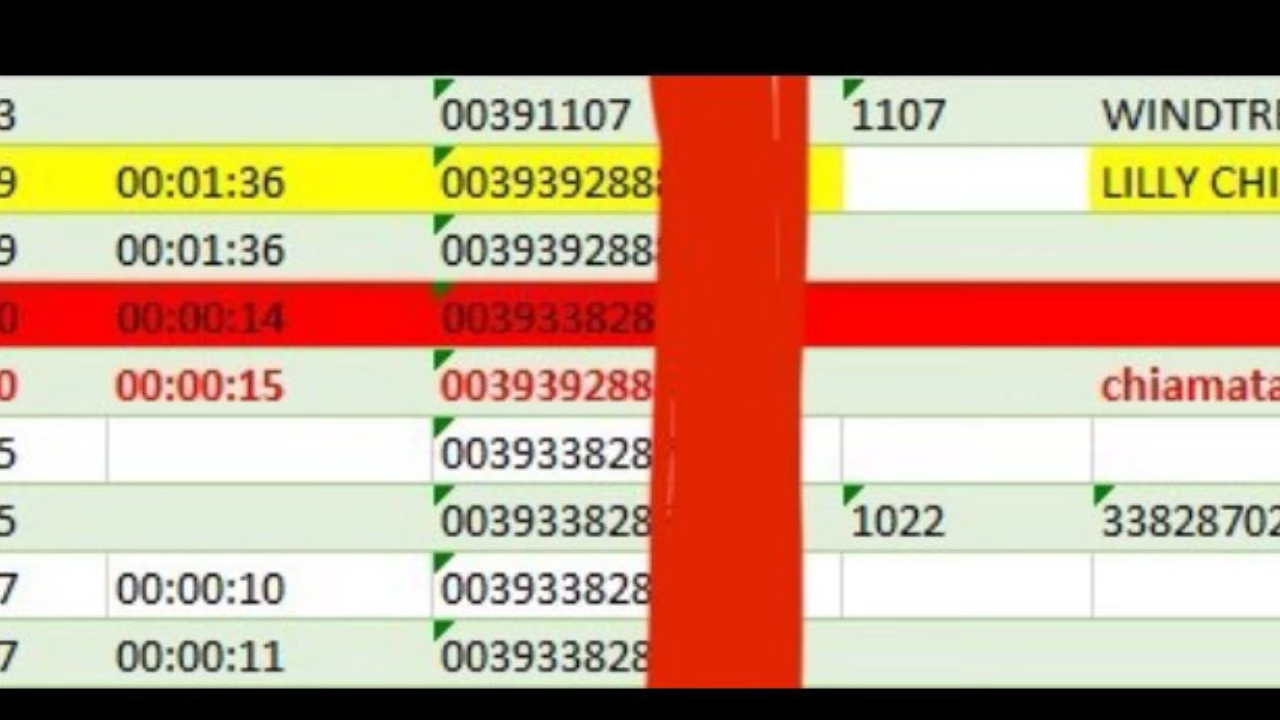 3 00391107 1107 WINDTRE
9 00:01:36 003939288 LILLY CHI
9 00:01:36 003939288
0 00:00:14 003933828
0 00:00:15 003939288 chiamata
5 003933828
5 003933828 1022 33828702
7 00:00:10 003933828
7 00:00:11 003933828